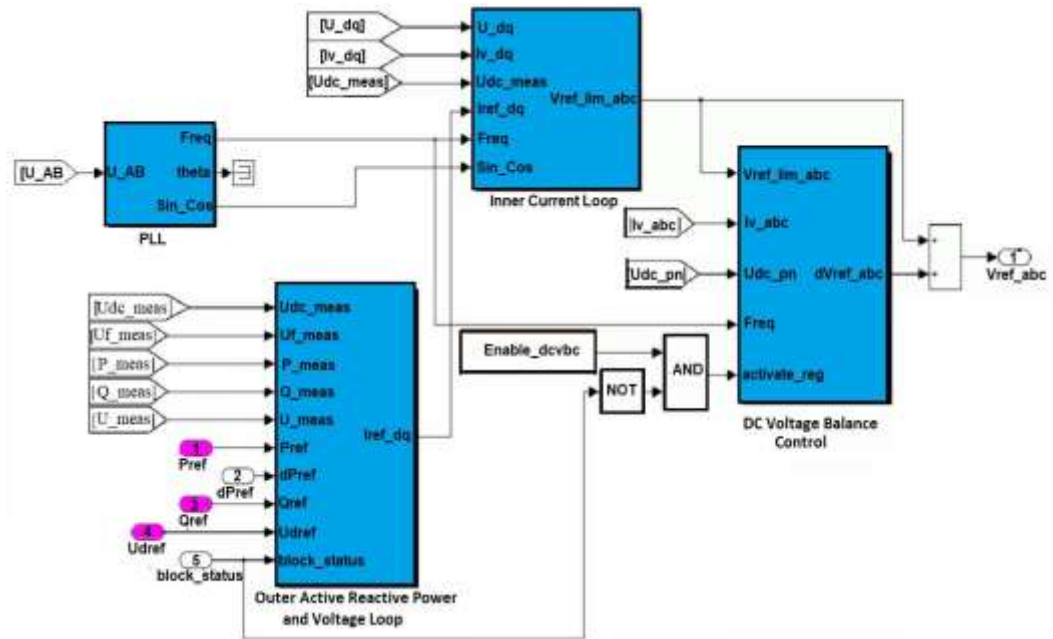 [U_dq]
[Iv_dq]
[Udc_meas]
U_dq
Iv_dq
Udc_meas
Iref_dq
Freq
Sin_Cos
Vref_lim_abc
Inner Current Loop
[U_AB
U_AB
Freq
theta
Sin_Cos
PLL
[Iv_abc]
[Udc_pn]
Vref_lim_abc
Iv_abc
Udc_pn
dVref_abc
Freq
activate_reg
DC Voltage Balance
Control
+
+
1
Vref_abc
Enable_dcvbc
NOT
AND
[Udc_meas]
[Uf_meas]
[P_meas]
[Q_meas]
[U_meas]
1
Pref
2
dPref
3
Qref
4
Udref
5
block_status
Udc_meas
Uf_meas
P_meas
Q_meas
U_meas
Pref
dPref
Qref
Udref
block_status
Iref_dq
Outer Active Reactive Power
and Voltage Loop